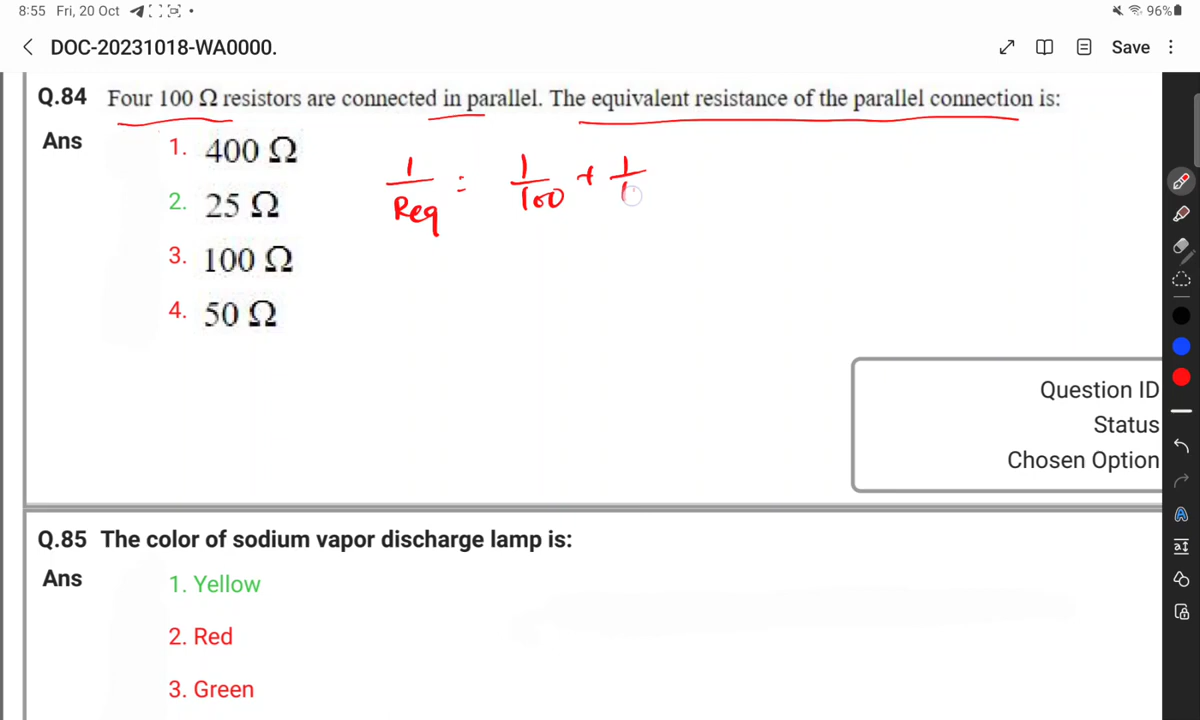 8:55 Fri, 20 Oct
96%
DOC-20231018-WA0000.
Save
Q.84 Four 100 Ω resistors are connected in parallel. The equivalent resistance of the parallel connection is:
Ans
1. 400 Ω
2. 25 Ω
3. 100 Ω
4. 50 Ω
1/Req = 1/100 + 1/1
Question ID
Status
Chosen Option
Q.85 The color of sodium vapor discharge lamp is:
Ans
1. Yellow
2. Red
3. Green